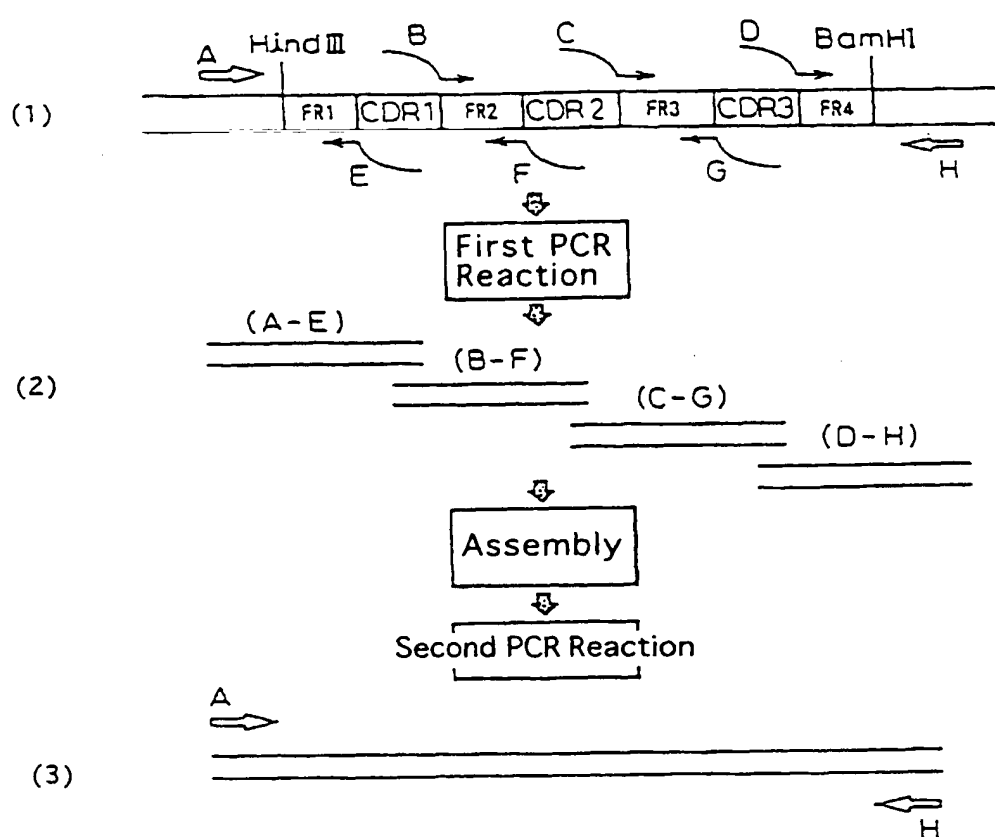 A HindⅢ B C D BamHI
(1) FR1 CDR1 FR2 CDR2 FR3 CDR3 FR4
E F G H
First PCR
Reaction
(A-E)
(2) (B-F)
(C-G)
(D-H)
Assembly
Second PCR Reaction
A
(3)
H